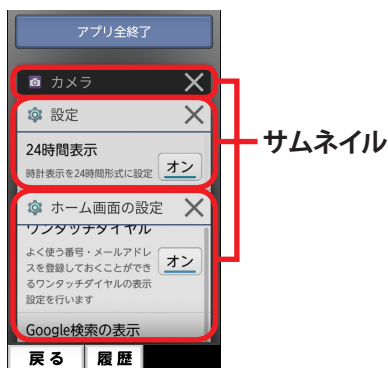 アプリ全終了
カメラ
設定
24時間表示
時計表示を24時間形式に設定
オン
サムネイル
ホーム画面の設定
ワンタッチダイヤル
よく使う番号・メールアドレ
スを登録しておくことができ
るワンタッチダイヤルの表示
設定を行います
オン
Google検索の表示
戻る
履歴